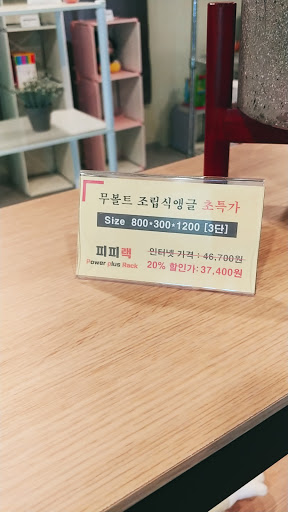 무볼트 조립식앵글 초특가
Size 800*300*1200 [3단]
피피랙 인터넷 가격 : 46,700원
Power plus Rack 20% 할인가:37,400원